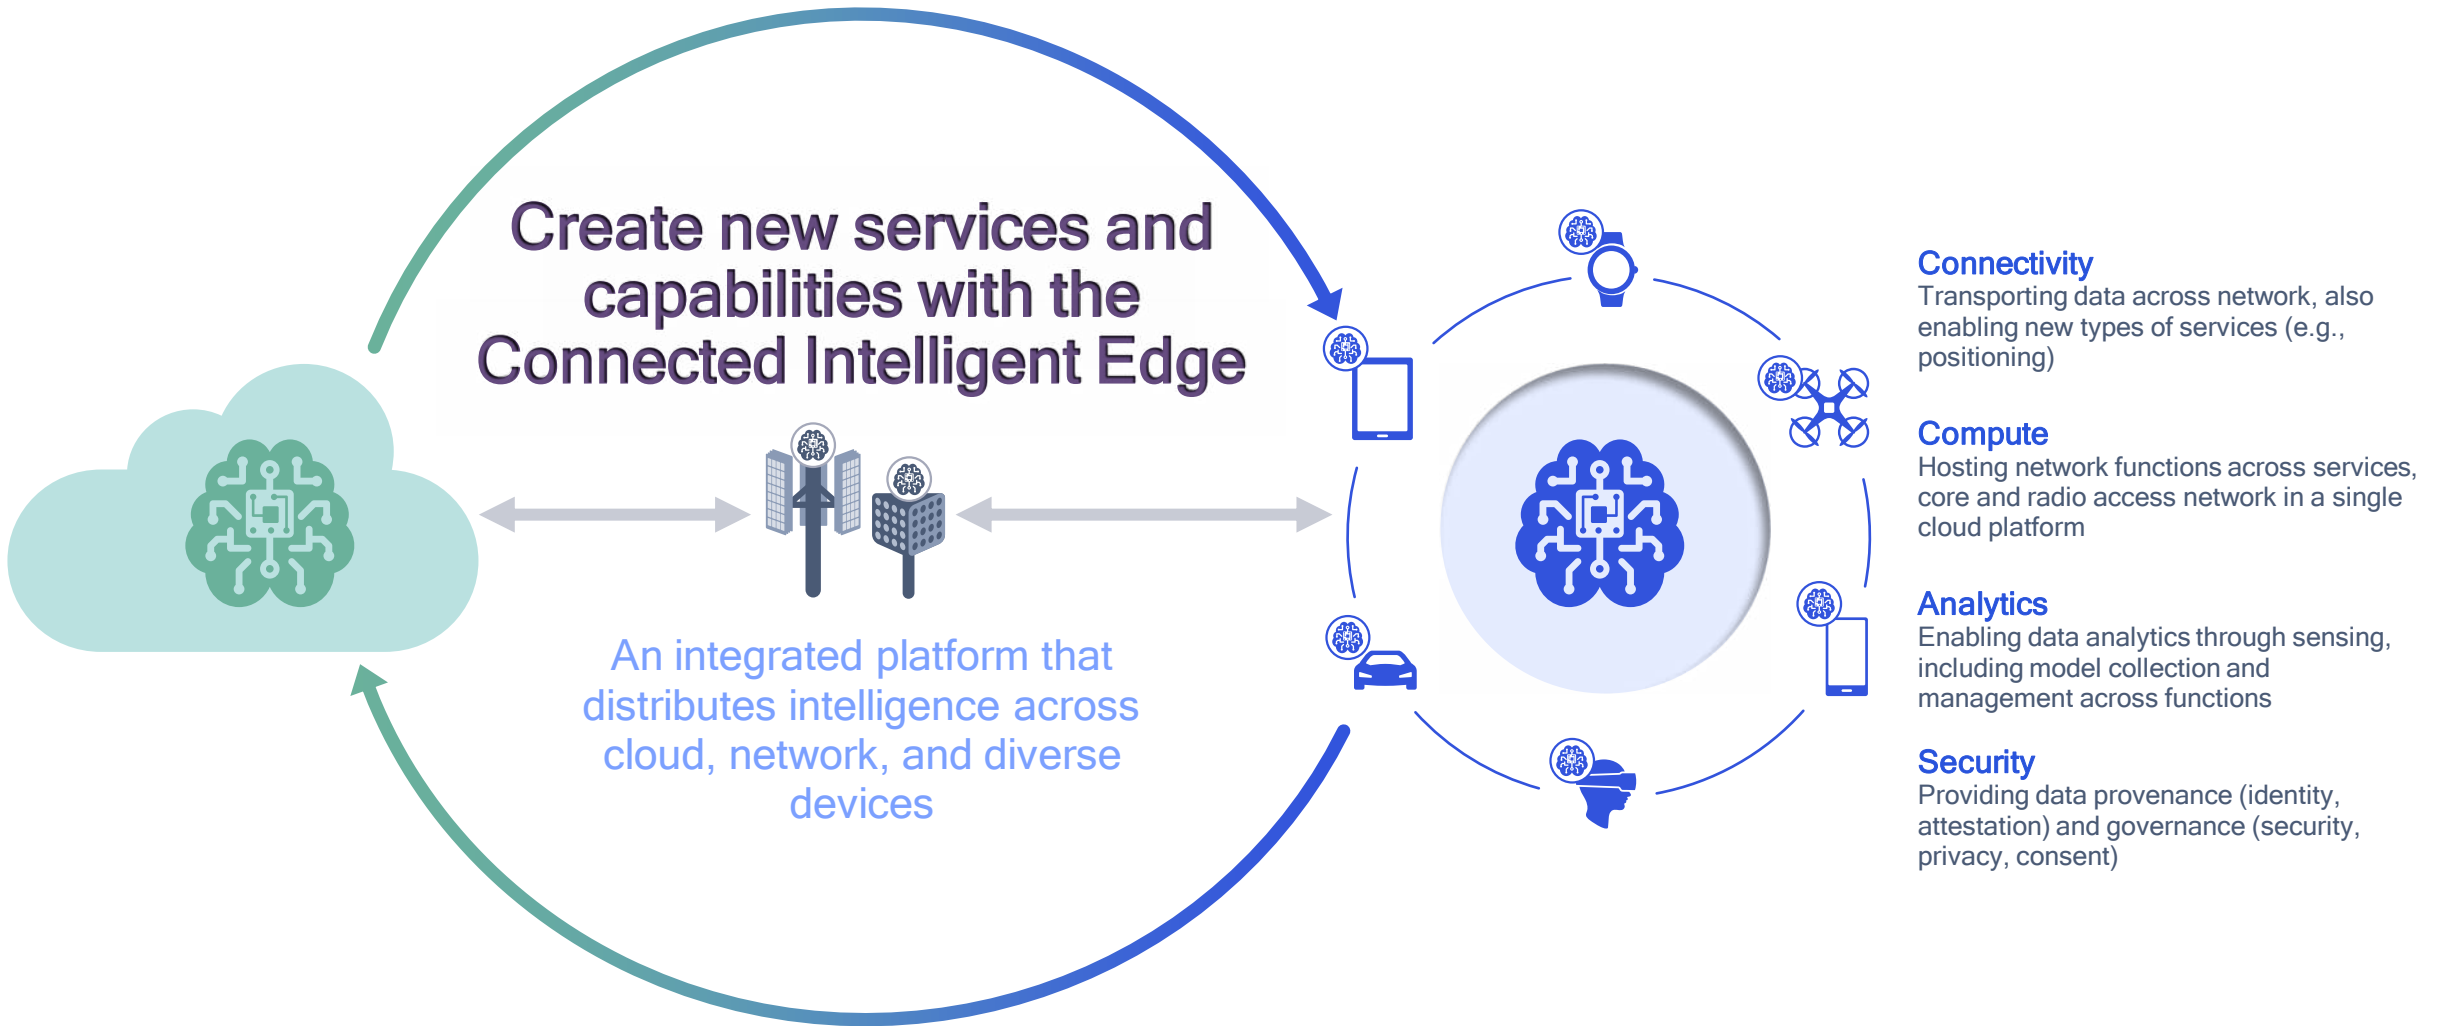 Create new services and
capabilities with the
Connected Intelligent Edge
An integrated platform that
distributes intelligence across
cloud, network, and diverse
devices
Connectivity
Transporting data across network, also
enabling new types of services (e.g.,
positioning)
Compute
Hosting network functions across services,
core and radio access network in a single
cloud platform
Analytics
Enabling data analytics through sensing,
including model collection and
management across functions
Security
Providing data provenance (identity,
attestation) and governance (security,
privacy, consent)